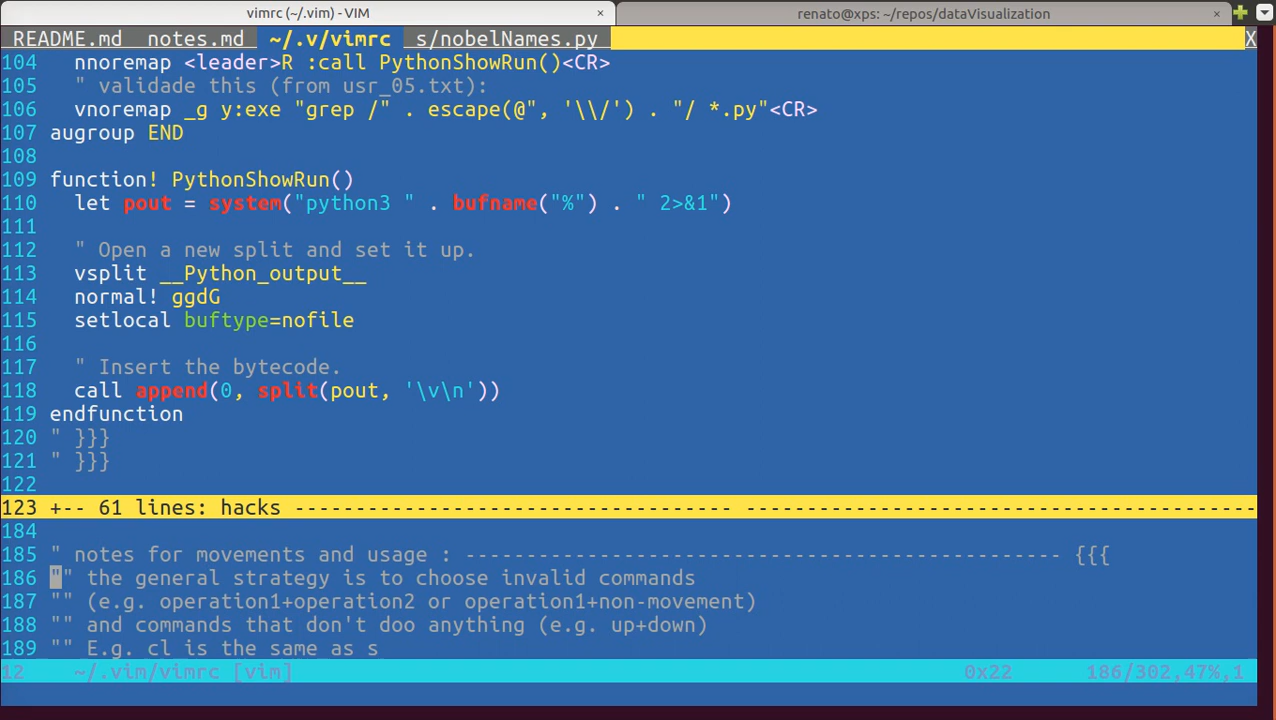 vimrc (~/.vim) - VIM × renato@xps: ~/repos/dataVisualization ×
README.md notes.md ~/.v/vimrc s/nobelNames.py X
104 nnoremap <leader>R :call PythonShowRun()<CR>
105 " validade this (from usr_05.txt):
106 vnoremap _g y:exe "grep /" . escape(@", '\\/') . "/ *.py"<CR>
107 augroup END
108
109 function! PythonShowRun()
110 let pout = system("python3 " . bufname("%") . " 2>&1")
111
112 " Open a new split and set it up.
113 vsplit __Python_output__
114 normal! ggdG
115 setlocal buftype=nofile
116
117 " Insert the bytecode.
118 call append(0, split(pout, '\v\n'))
119 endfunction
120 " }}}
121 " }}}
122
123 +-- 61 lines: hacks ------------------------------------ ------------------------------------------
184
185 " notes for movements and usage : ------------------------------------------------- {{{
186 "" the general strategy is to choose invalid commands
187 "" (e.g. operation1+operation2 or operation1+non-movement)
188 "" and commands that don't doo anything (e.g. up+down)
189 "" E.g. cl is the same as s
12 ~/.vim/vimrc [vim] 0x22 186/302,47%,1